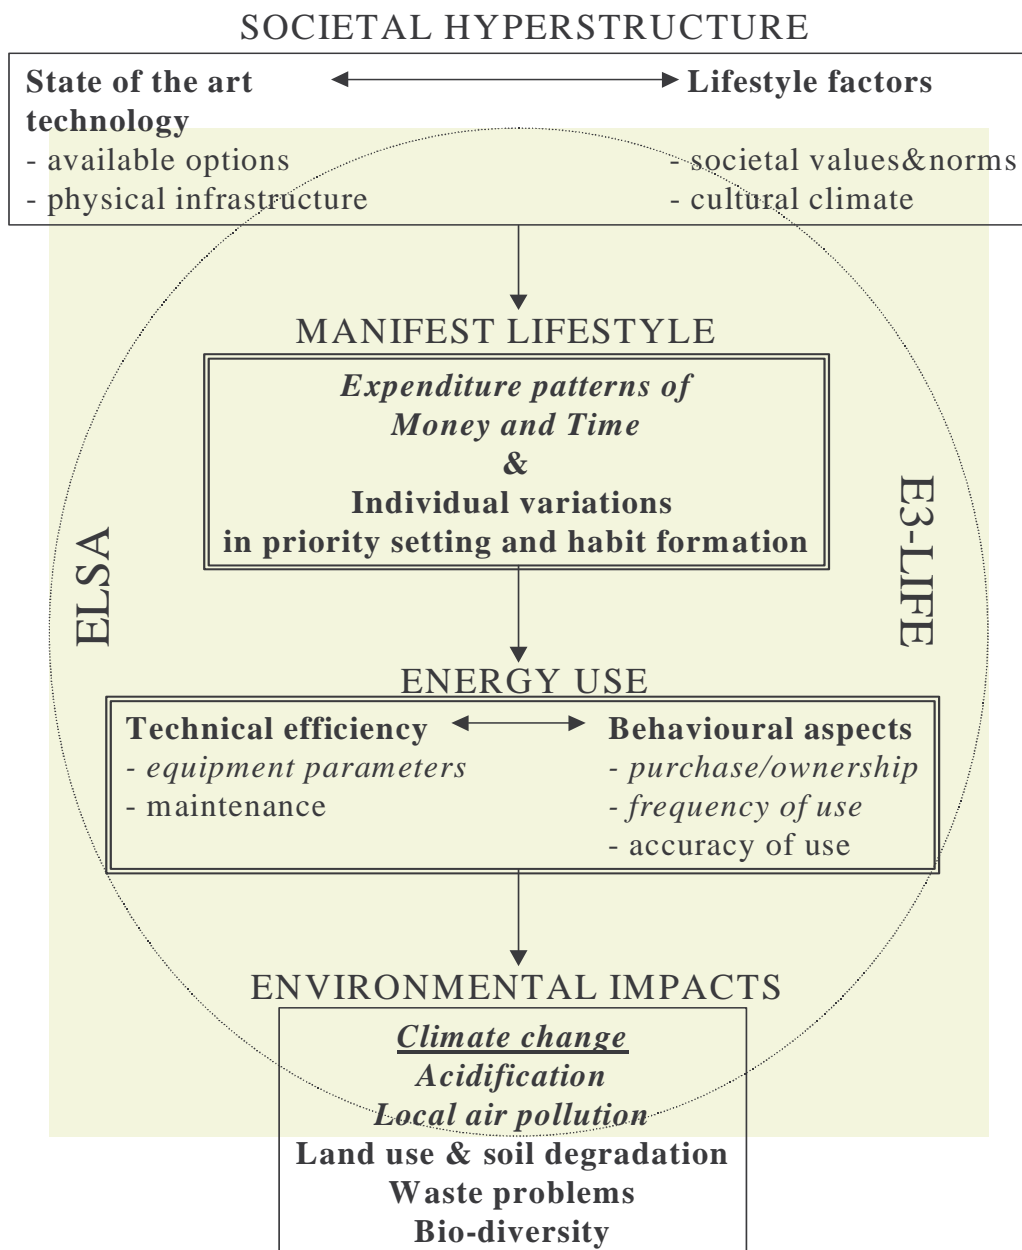 SOCIETAL HYPERSTRUCTURE
State of the art
technology
- available options
- physical infrastructure
Lifestyle factors
- societal values&norms
- cultural climate
MANIFEST LIFESTYLE
Expenditure patterns of
Money and Time
&
Individual variations
in priority setting and habit formation
ELSA
E3-LIFE
ENERGY USE
Technical efficiency
- equipment parameters
- maintenance
Behavioural aspects
- purchase/ownership
- frequency of use
- accuracy of use
ENVIRONMENTAL IMPACTS
Climate change
Acidification
Local air pollution
Land use & soil degradation
Waste problems
Bio-diversity